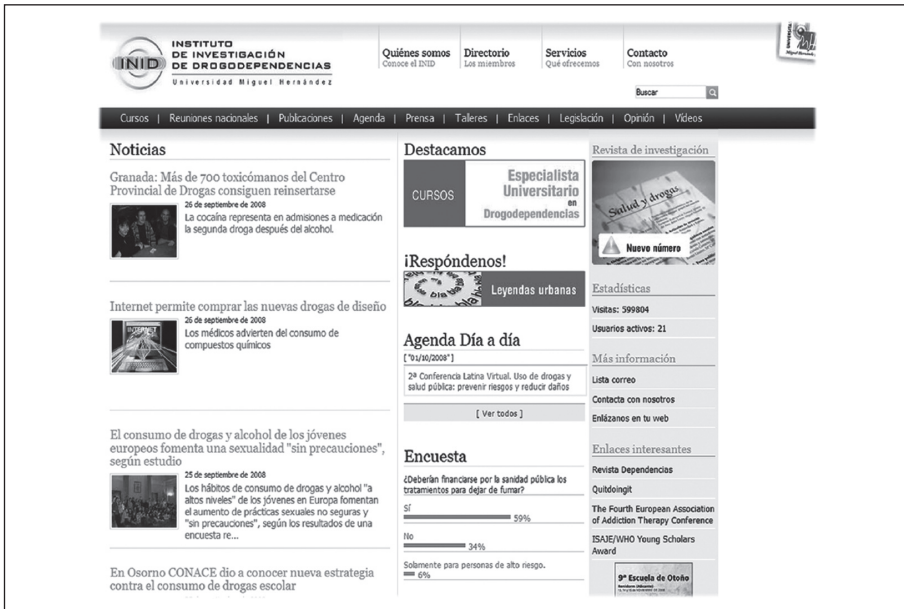 INSTITUTO
DE INVESTIGACIÓN
DE DROGODEPENDENCIAS
Universidad Miguel Hernández
INID
Quiénes somos
Conoce el INID
Directorio
Los miembros
Servicios
Qué ofrecemos
Contacto
Con nosotros
Buscar
Cursos | Reuniones nacionales | Publicaciones | Agenda | Prensa | Talleres | Enlaces | Legislación | Opinión | Vídeos
Noticias
Granada: Más de 700 toxicómanos del Centro
Provincial de Drogas consiguen reinsertarse
26 de septiembre de 2008
La cocaína representa en admisiones a medicación
la segunda droga después del alcohol.
Internet permite comprar las nuevas drogas de diseño
26 de septiembre de 2008
INTERNET
Los médicos advierten del consumo de
compuestos químicos
El consumo de drogas y alcohol de los jóvenes
europeos fomenta una sexualidad "sin precauciones",
según estudio
25 de septiembre de 2008
Los hábitos de consumo de drogas y alcohol "a
altos niveles" de los jóvenes en Europa fomentan
el aumento de prácticas sexuales no seguras y
"sin precauciones", según los resultados de una
encuesta re...
En Osorno CONACE dio a conocer nueva estrategia
contra el consumo de drogas escolar
Destacamos
CURSOS
Especialista
Universitario
en
Drogodependencias
¡Respóndenos!
bla bla bla
Leyendas urbanas
Agenda Día a día
[ "01/10/2008" ]
2ª Conferencia Latina Virtual. Uso de drogas y
salud pública: prevenir riesgos y reducir daños
[ Ver todos ]
Encuesta
¿Deberían financiarse por la sanidad pública los
tratamientos para dejar de fumar?
Sí
59%
No
34%
Solamente para personas de alto riesgo.
6%
Revista de investigación
Salud y drogas
Nuevo número
Estadísticas
Visitas: 599804
Usuarios activos: 21
Más información
Lista correo
Contacta con nosotros
Enlázanos en tu web
Enlaces interesantes
Revista Dependencias
Quitdoingit
The Fourth European Association
of Addiction Therapy Conference
ISAJE/WHO Young Scholars
Award
9ª Escuela de Otoño